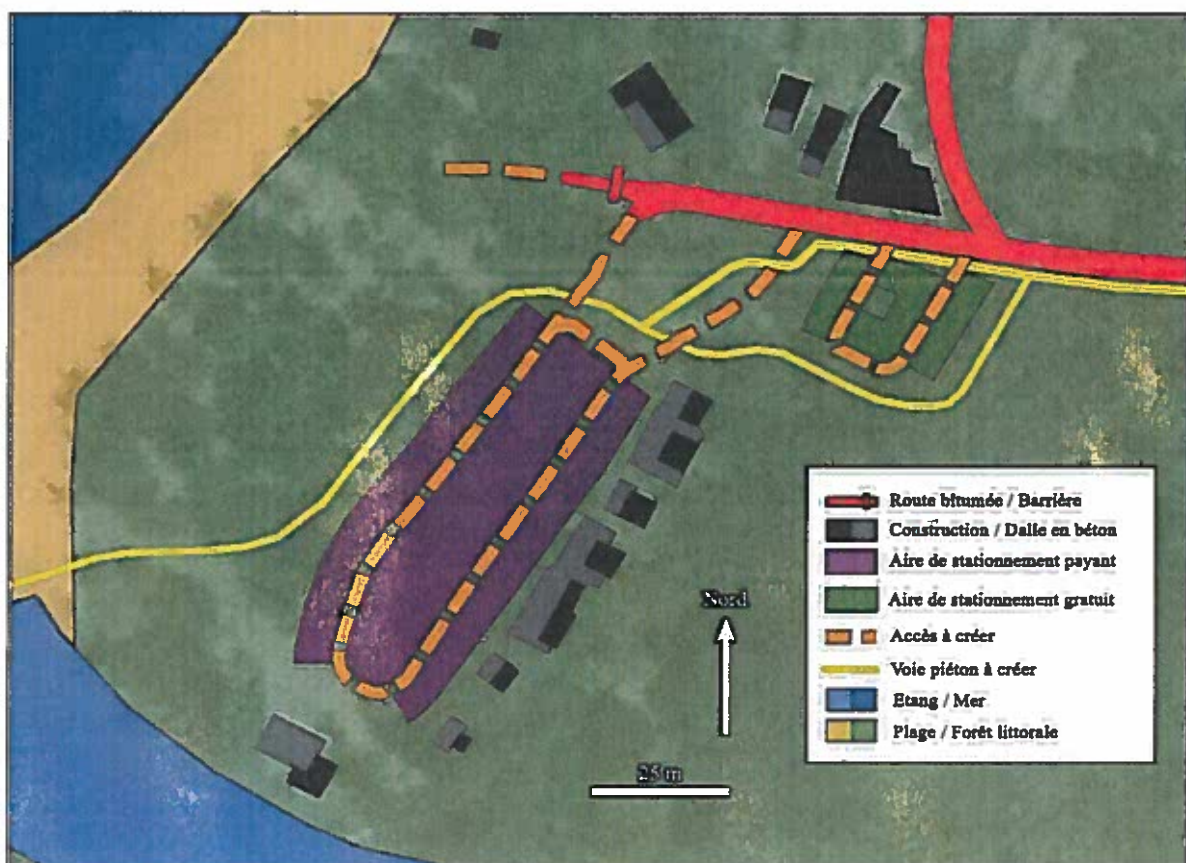 Route bitumée / Barrière
Construction / Dalle en béton
Aire de stationnement payant
Aire de stationnement gratuit
Accès à créer
Voie piéton à créer
Etang / Mer
Plage / Forêt littorale
Nord
25 m